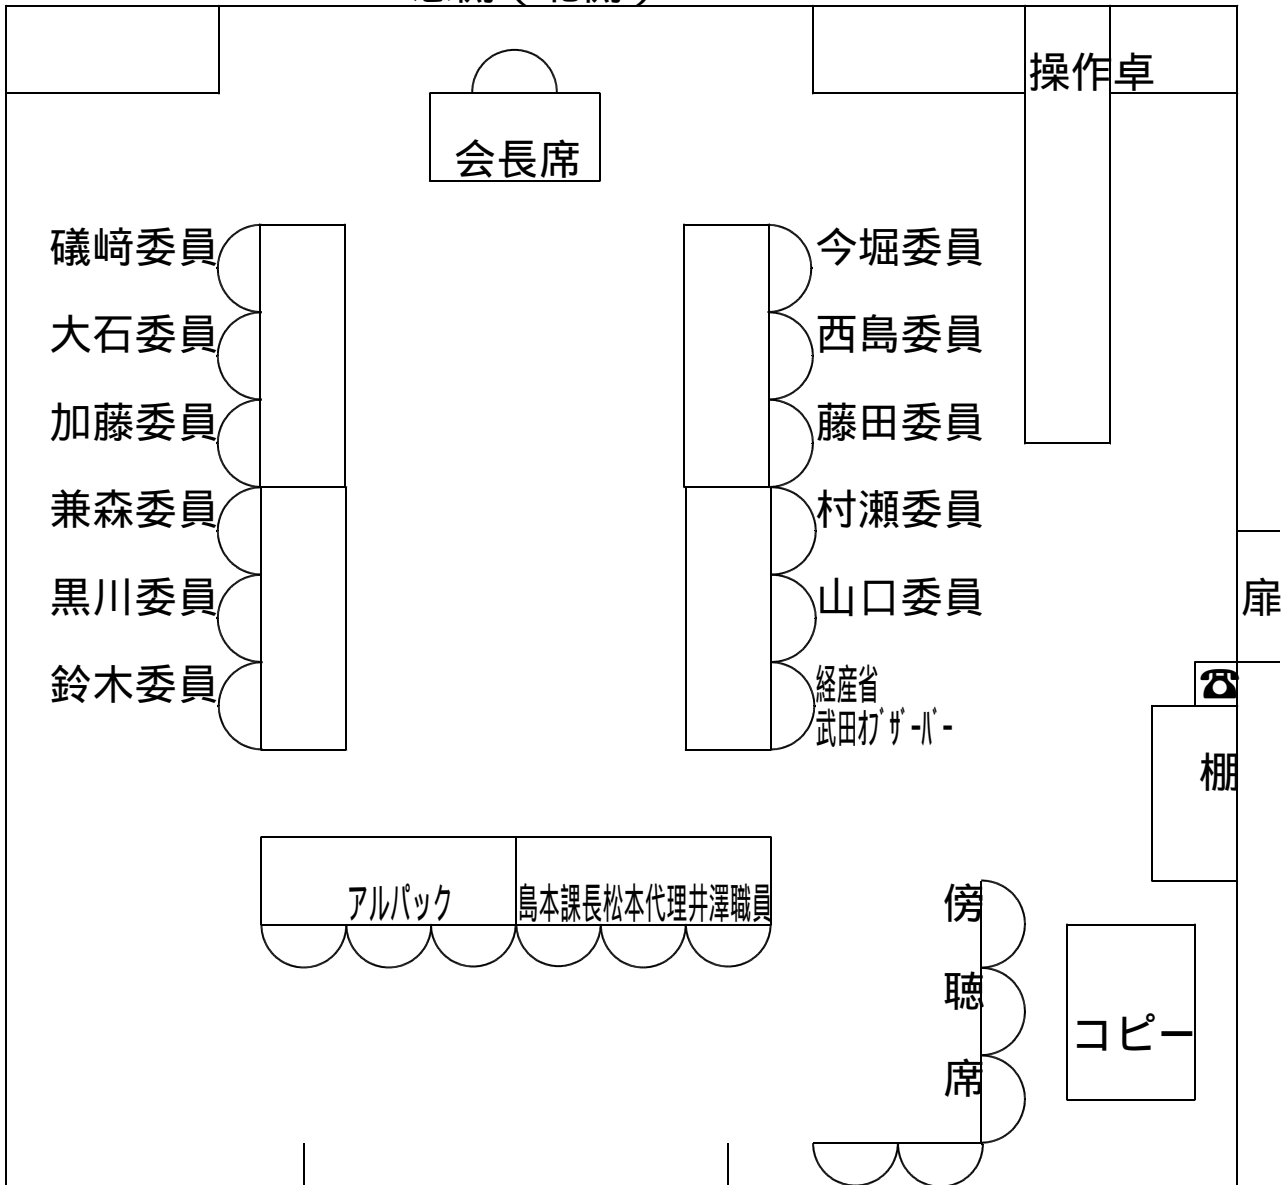 操作卓
会長席
礒﨑委員
今堀委員
大石委員
西島委員
加藤委員
藤田委員
兼森委員
村瀬委員
黒川委員
山口委員
扉
鈴木委員
経産省
武田ｵﾌﾞｻﾞｰﾊﾞｰ
☎
棚
アルパック
島本課長松本代理井澤職員
傍
聴
席
コピー